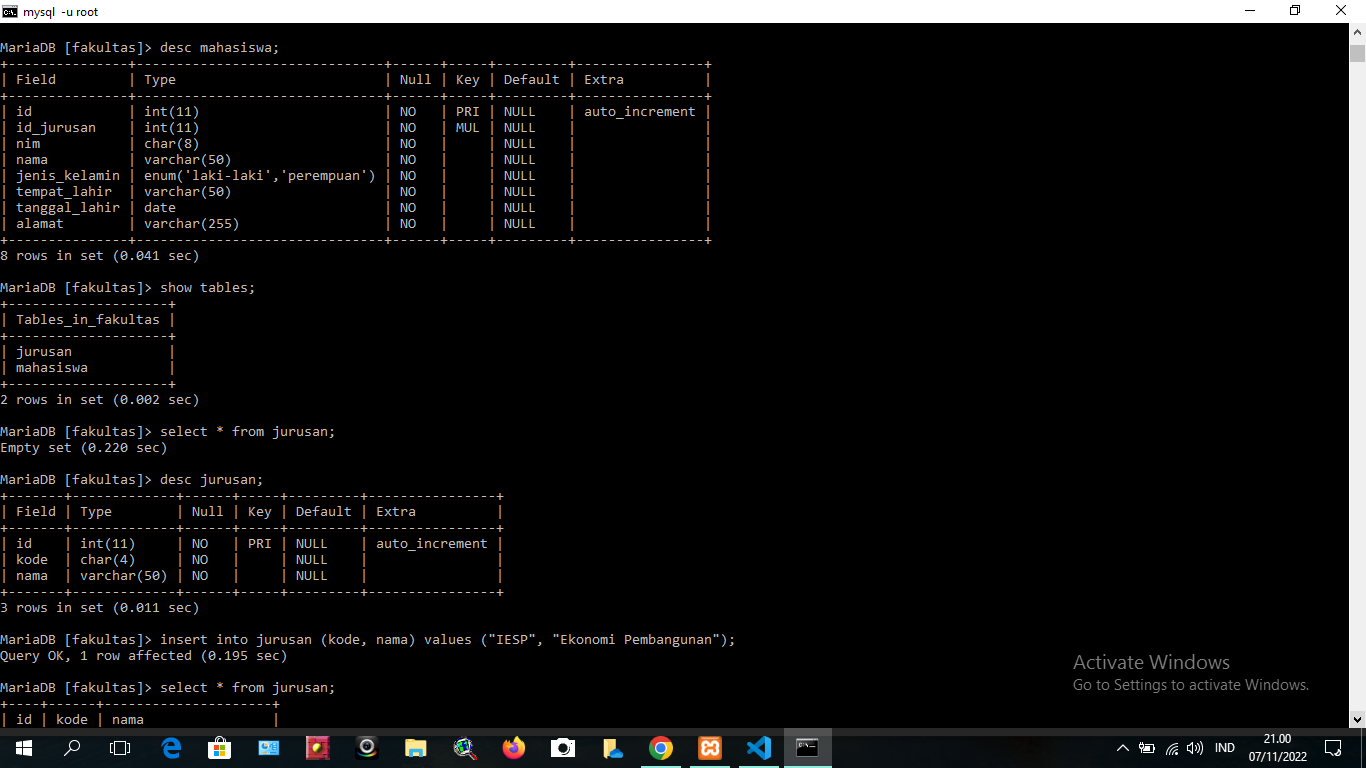 mysql -u root
MariaDB [fakultas]> desc mahasiswa;
+---------------+-------------------------------+------+-----+---------+----------------+
| Field         | Type                          | Null | Key | Default | Extra          |
+---------------+-------------------------------+------+-----+---------+----------------+
| id            | int(11)                       | NO   | PRI | NULL    | auto_increment |
| id_jurusan    | int(11)                       | NO   | MUL | NULL    |                |
| nim           | char(8)                       | NO   |     | NULL    |                |
| nama          | varchar(50)                   | NO   |     | NULL    |                |
| jenis_kelamin | enum('laki-laki','perempuan') | NO   |     | NULL    |                |
| tempat_lahir  | varchar(50)                   | NO   |     | NULL    |                |
| tanggal_lahir | date                          | NO   |     | NULL    |                |
| alamat        | varchar(255)                  | NO   |     | NULL    |                |
+---------------+-------------------------------+------+-----+---------+----------------+
8 rows in set (0.041 sec)
MariaDB [fakultas]> show tables;
+--------------------+
| Tables_in_fakultas |
+--------------------+
| jurusan            |
| mahasiswa          |
+--------------------+
2 rows in set (0.002 sec)
MariaDB [fakultas]> select * from jurusan;
Empty set (0.220 sec)
MariaDB [fakultas]> desc jurusan;
+-------+-------------+------+-----+---------+----------------+
| Field | Type        | Null | Key | Default | Extra          |
+-------+-------------+------+-----+---------+----------------+
| id    | int(11)     | NO   | PRI | NULL    | auto_increment |
| kode  | char(4)     | NO   |     | NULL    |                |
| nama  | varchar(50) | NO   |     | NULL    |                |
+-------+-------------+------+-----+---------+----------------+
3 rows in set (0.011 sec)
MariaDB [fakultas]> insert into jurusan (kode, nama) values ("IESP", "Ekonomi Pembangunan");
Query OK, 1 row affected (0.195 sec)
MariaDB [fakultas]> select * from jurusan;
+----+------+---------------------+
| id | kode | nama                |
Activate Windows
Go to Settings to activate Windows.
IND
21.00
07/11/2022